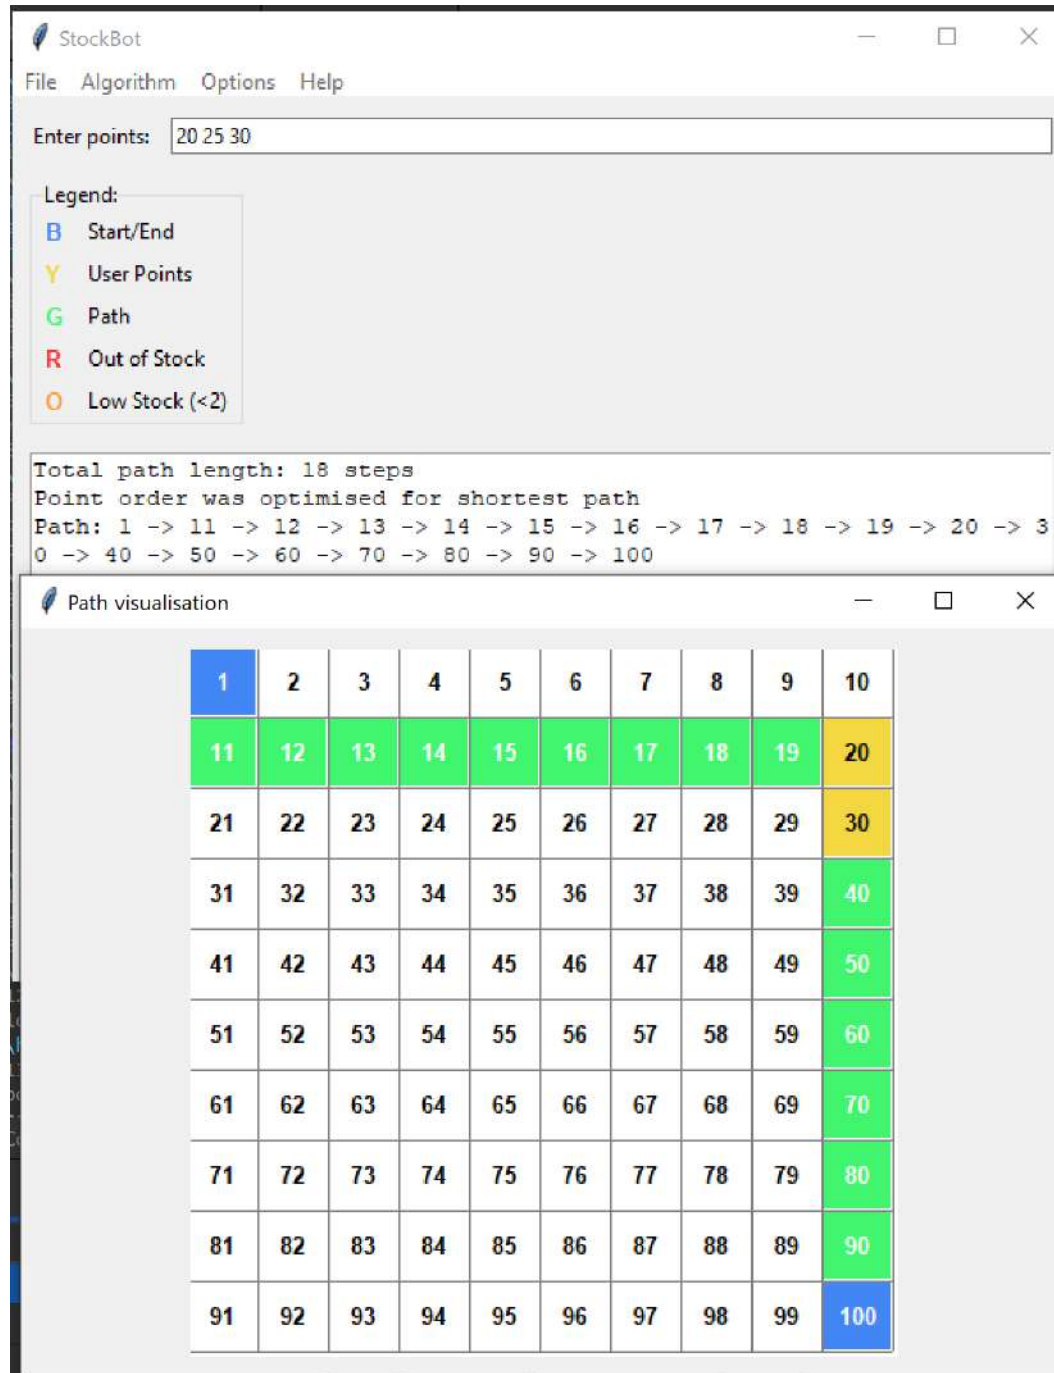 StockBot
File Algorithm Options Help
Enter points: 20 25 30
Legend:
B Start/End
Y User Points
G Path
R Out of Stock
O Low Stock (<2)
Total path length: 18 steps
Point order was optimised for shortest path
Path: 1 -> 11 -> 12 -> 13 -> 14 -> 15 -> 16 -> 17 -> 18 -> 19 -> 20 -> 3
0 -> 40 -> 50 -> 60 -> 70 -> 80 -> 90 -> 100
Path visualisation
1 2 3 4 5 6 7 8 9 10
11 12 13 14 15 16 17 18 19 20
21 22 23 24 25 26 27 28 29 30
31 32 33 34 35 36 37 38 39 40
41 42 43 44 45 46 47 48 49 50
51 52 53 54 55 56 57 58 59 60
61 62 63 64 65 66 67 68 69 70
71 72 73 74 75 76 77 78 79 80
81 82 83 84 85 86 87 88 89 90
91 92 93 94 95 96 97 98 99 100